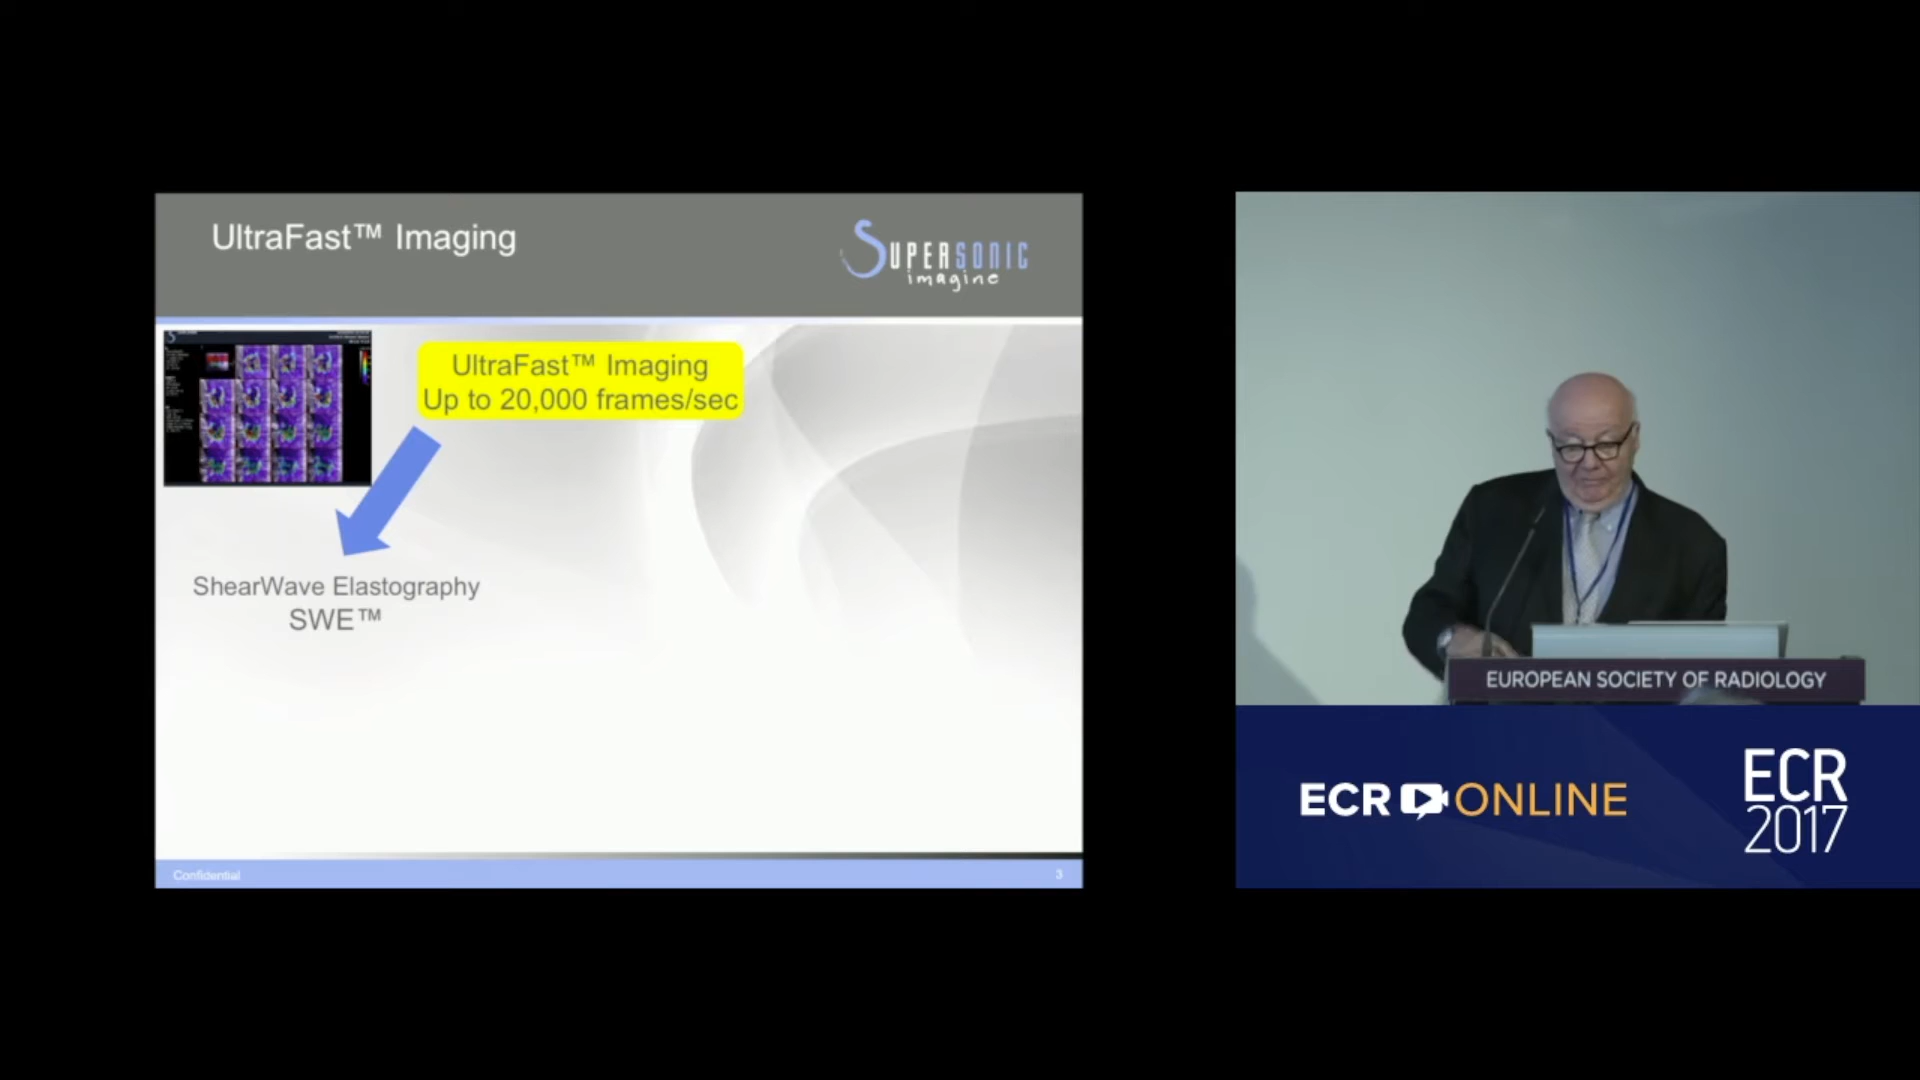 UltraFast™ Imaging
SUPERSONIC
imagine
UltraFast™ Imaging
Up to 20,000 frames/sec
ShearWave Elastography
SWE™
Confidential
3
EUROPEAN SOCIETY OF RADIOLOGY
ECR ONLINE
ECR
2017